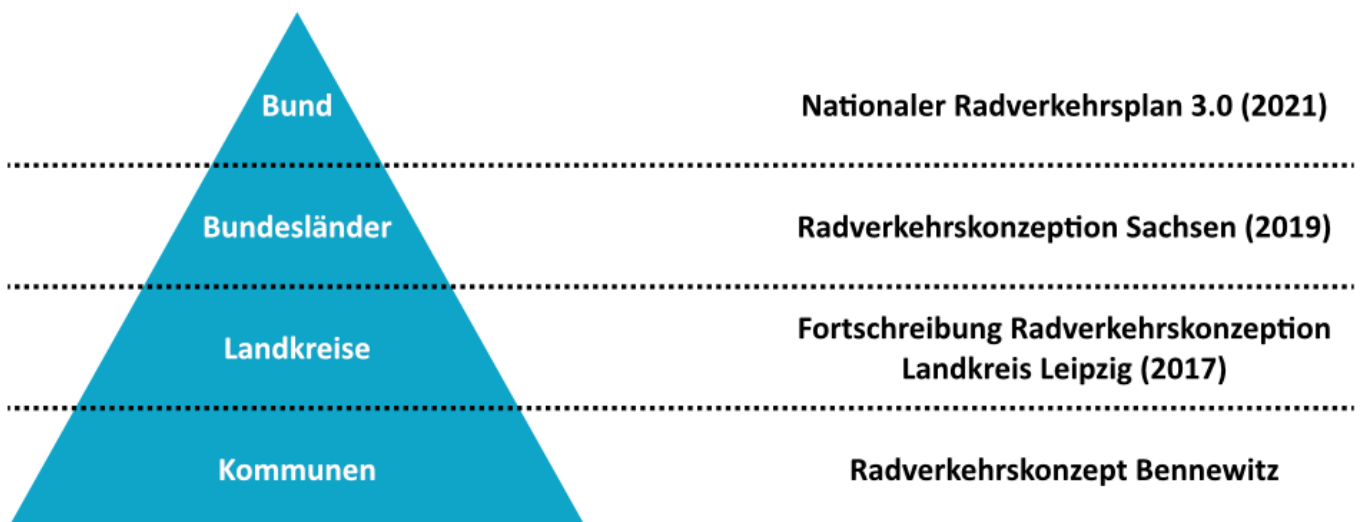 Bund
Nationaler Radverkehrsplan 3.0 (2021)
Bundesländer
Radverkehrskonzeption Sachsen (2019)
Landkreise
Fortschreibung Radverkehrskonzeption
Landkreis Leipzig (2017)
Kommunen
Radverkehrskonzept Bennewitz